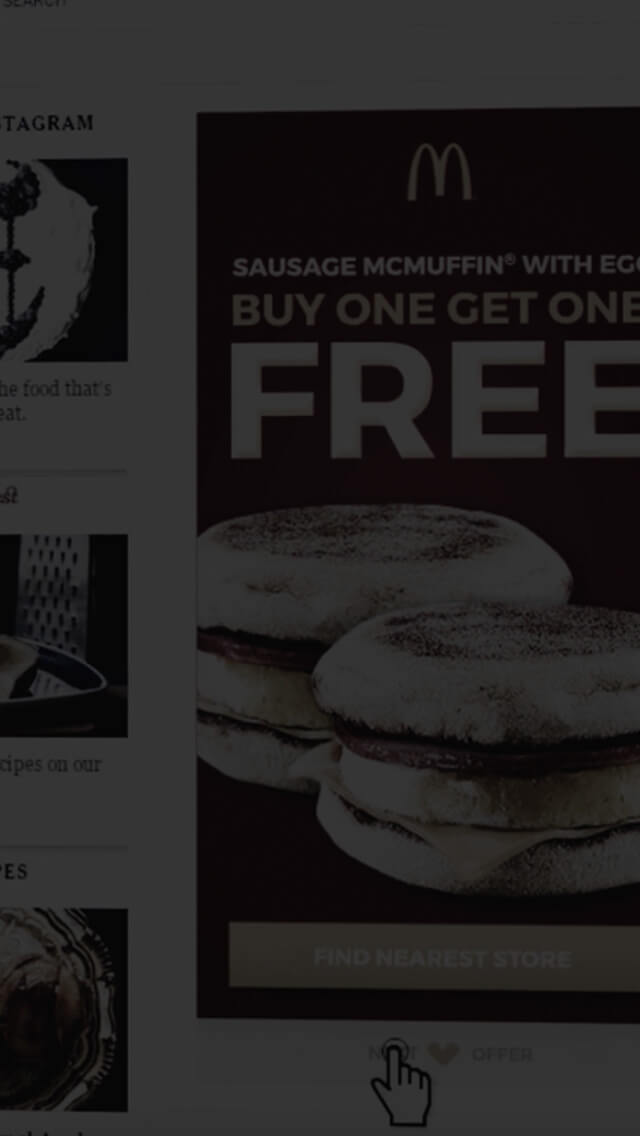 SEARCH
STAGRAM
he food that's
eat.
cipes on our
PES
SAUSAGE MCMUFFIN® WITH EGG
BUY ONE GET ONE
FREE
FIND NEAREST STORE
OFFER